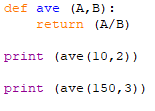 def ave (A,B):
    return (A/B)
print (ave(10,2))
print (ave(150,3))